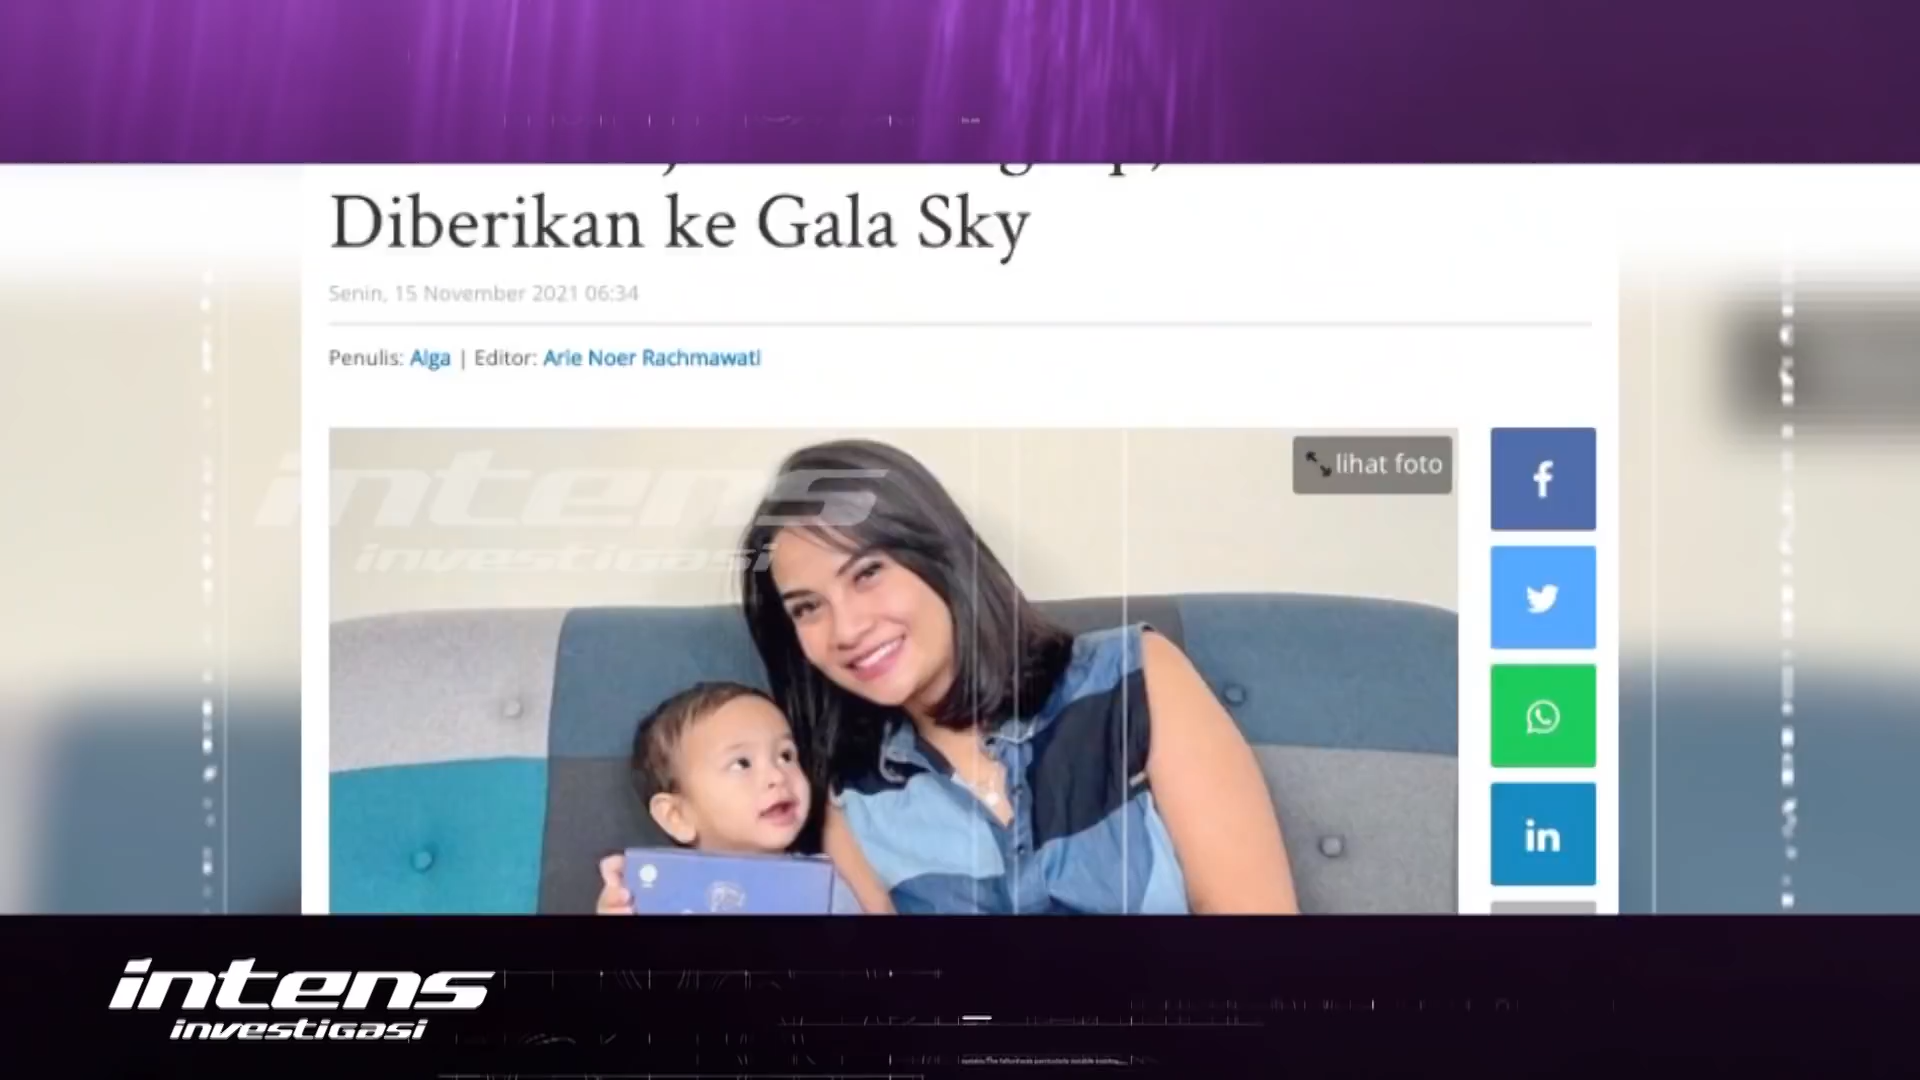 Diberikan ke Gala Sky
Senin, 15 November 2021 06:34
Penulis: Alga | Editor: Arie Noer Rachmawati
lihat foto
intens
investigasi
f
in
intens
investigasi